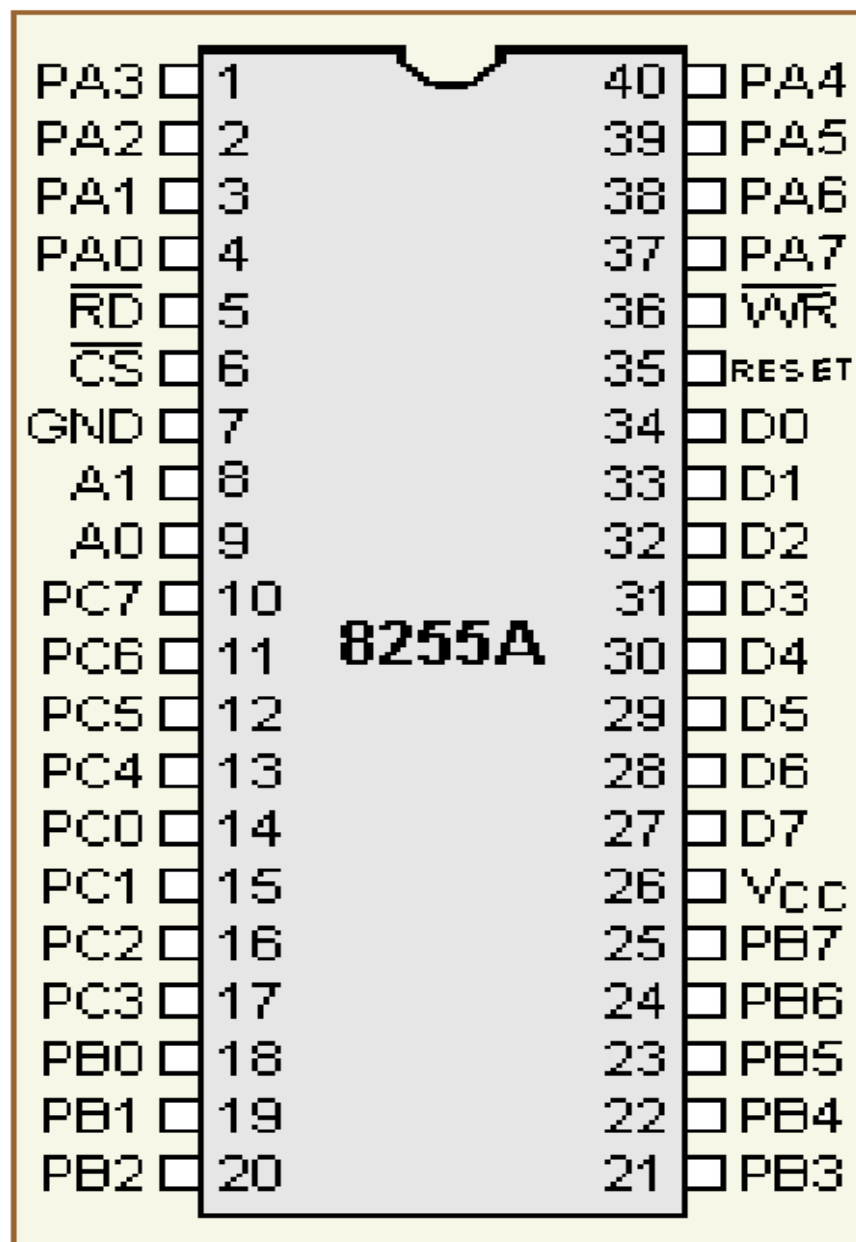 PA3 1 40 PA4
PA2 2 39 PA5
PA1 3 38 PA6
PA0 4 37 PA7
R̅D̅ 5 36 W̅R̅
C̅S̅ 6 35 RESET
GND 7 34 D0
A1 8 33 D1
A0 9 32 D2
PC7 10 31 D3
8255A
PC6 11 30 D4
PC5 12 29 D5
PC4 13 28 D6
PC0 14 27 D7
PC1 15 26 VCC
PC2 16 25 PB7
PC3 17 24 PB6
PB0 18 23 PB5
PB1 19 22 PB4
PB2 20 21 PB3